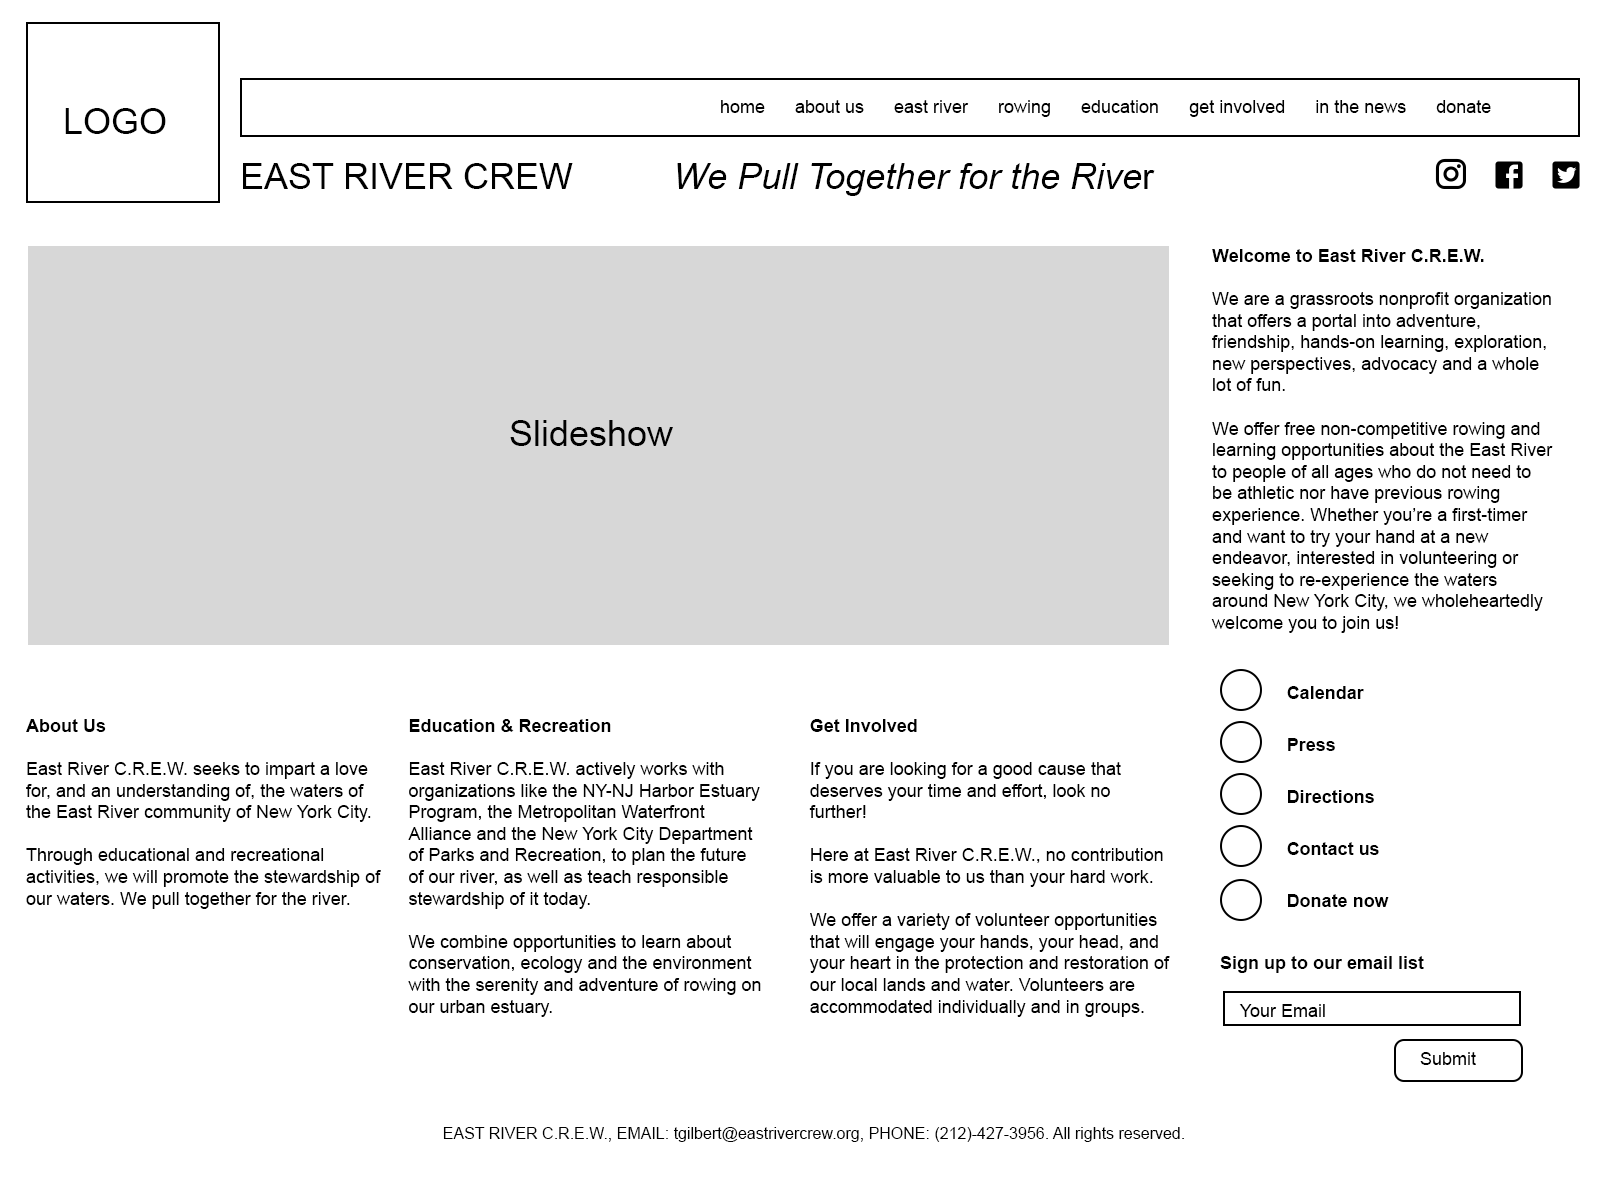 LOGO
home about us east river rowing education get involved in the news donate
EAST RIVER CREW
We Pull Together for the River
Slideshow
Welcome to East River C.R.E.W.
We are a grassroots nonprofit organization
that offers a portal into adventure,
friendship, hands-on learning, exploration,
new perspectives, advocacy and a whole
lot of fun.
We offer free non-competitive rowing and
learning opportunities about the East River
to people of all ages who do not need to
be athletic nor have previous rowing
experience. Whether you’re a first-timer
and want to try your hand at a new
endeavor, interested in volunteering or
seeking to re-experience the waters
around New York City, we wholeheartedly
welcome you to join us!
Calendar
Press
Directions
Contact us
Donate now
Sign up to our email list
Your Email
Submit
About Us
East River C.R.E.W. seeks to impart a love
for, and an understanding of, the waters of
the East River community of New York City.
Through educational and recreational
activities, we will promote the stewardship of
our waters. We pull together for the river.
Education & Recreation
East River C.R.E.W. actively works with
organizations like the NY-NJ Harbor Estuary
Program, the Metropolitan Waterfront
Alliance and the New York City Department
of Parks and Recreation, to plan the future
of our river, as well as teach responsible
stewardship of it today.
We combine opportunities to learn about
conservation, ecology and the environment
with the serenity and adventure of rowing on
our urban estuary.
Get Involved
If you are looking for a good cause that
deserves your time and effort, look no
further!
Here at East River C.R.E.W., no contribution
is more valuable to us than your hard work.
We offer a variety of volunteer opportunities
that will engage your hands, your head, and
your heart in the protection and restoration of
our local lands and water. Volunteers are
accommodated individually and in groups.
EAST RIVER C.R.E.W., EMAIL: tgilbert@eastrivercrew.org, PHONE: (212)-427-3956. All rights reserved.